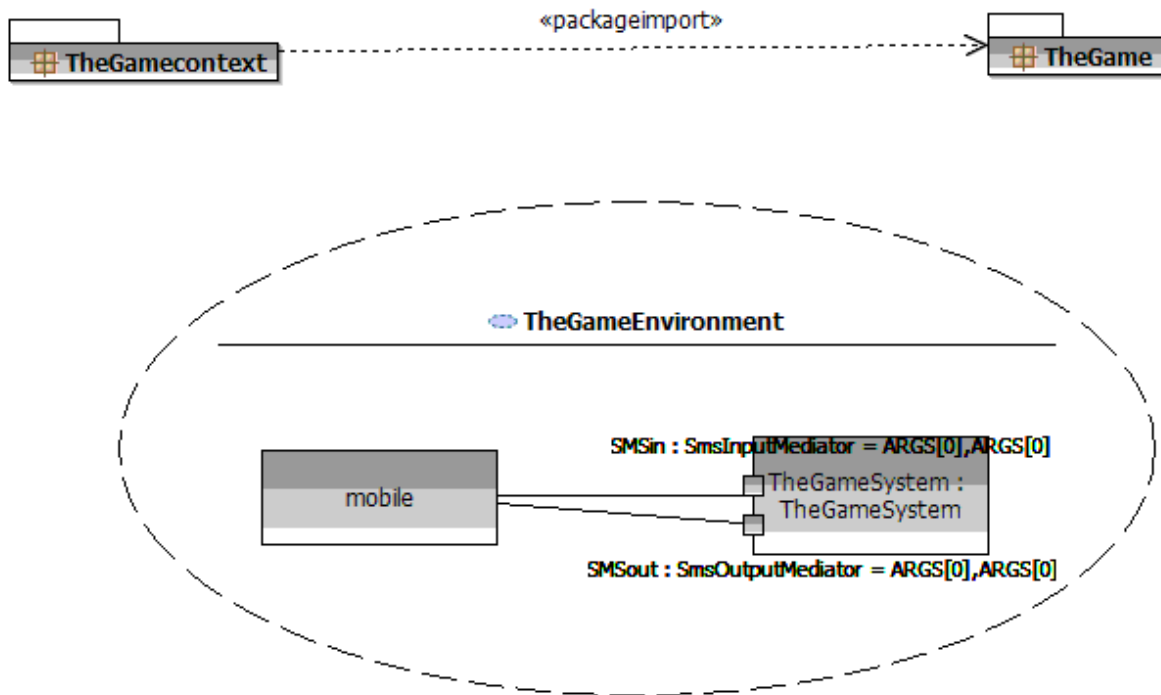 «packageimport»
TheGamecontext
TheGame
TheGameEnvironment
SMSin : SmsInputMediator = ARGS[0],ARGS[0]
mobile
TheGameSystem :
TheGameSystem
SMSout : SmsOutputMediator = ARGS[0],ARGS[0]